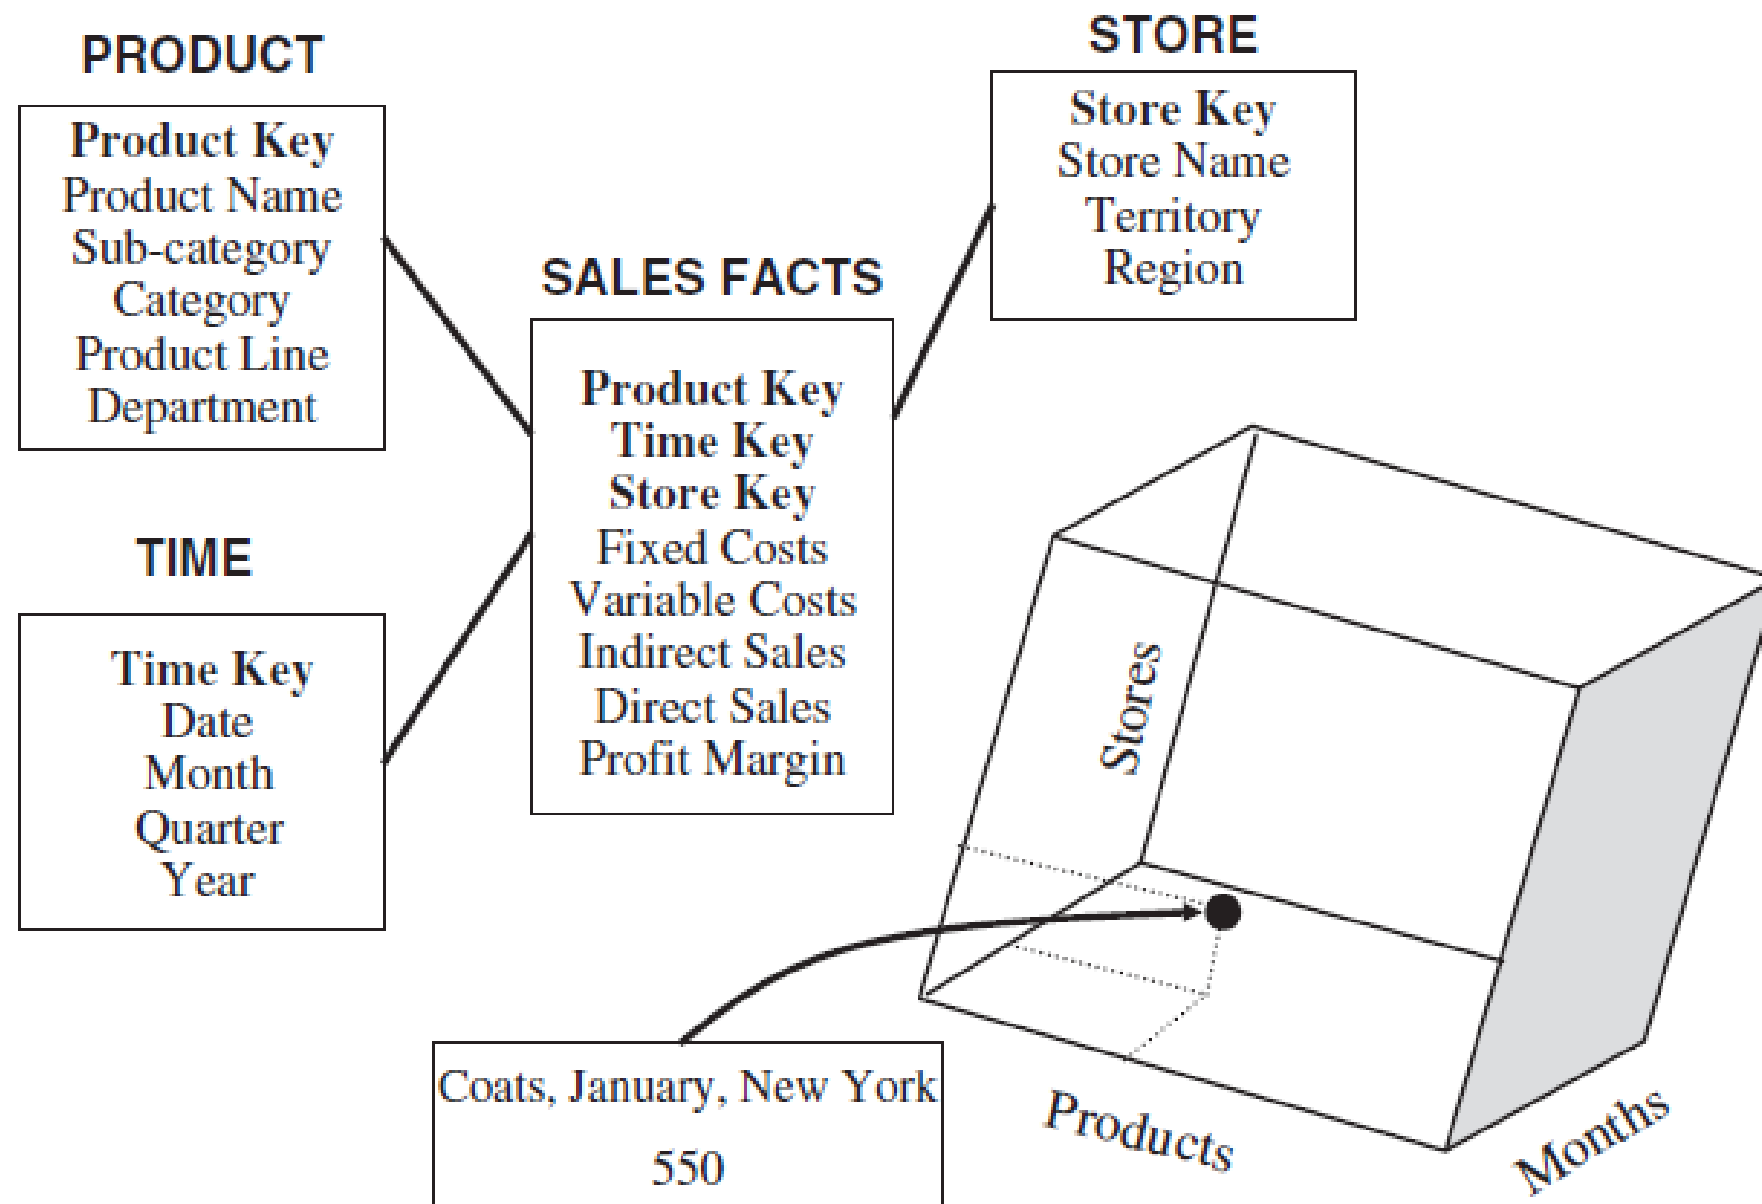 PRODUCT
Product Key
Product Name
Sub-category
Category
Product Line
Department
STORE
Store Key
Store Name
Territory
Region
SALES FACTS
Product Key
Time Key
Store Key
Fixed Costs
Variable Costs
Indirect Sales
Direct Sales
Profit Margin
TIME
Time Key
Date
Month
Quarter
Year
Stores
Products
Months
Coats, January, New York
550